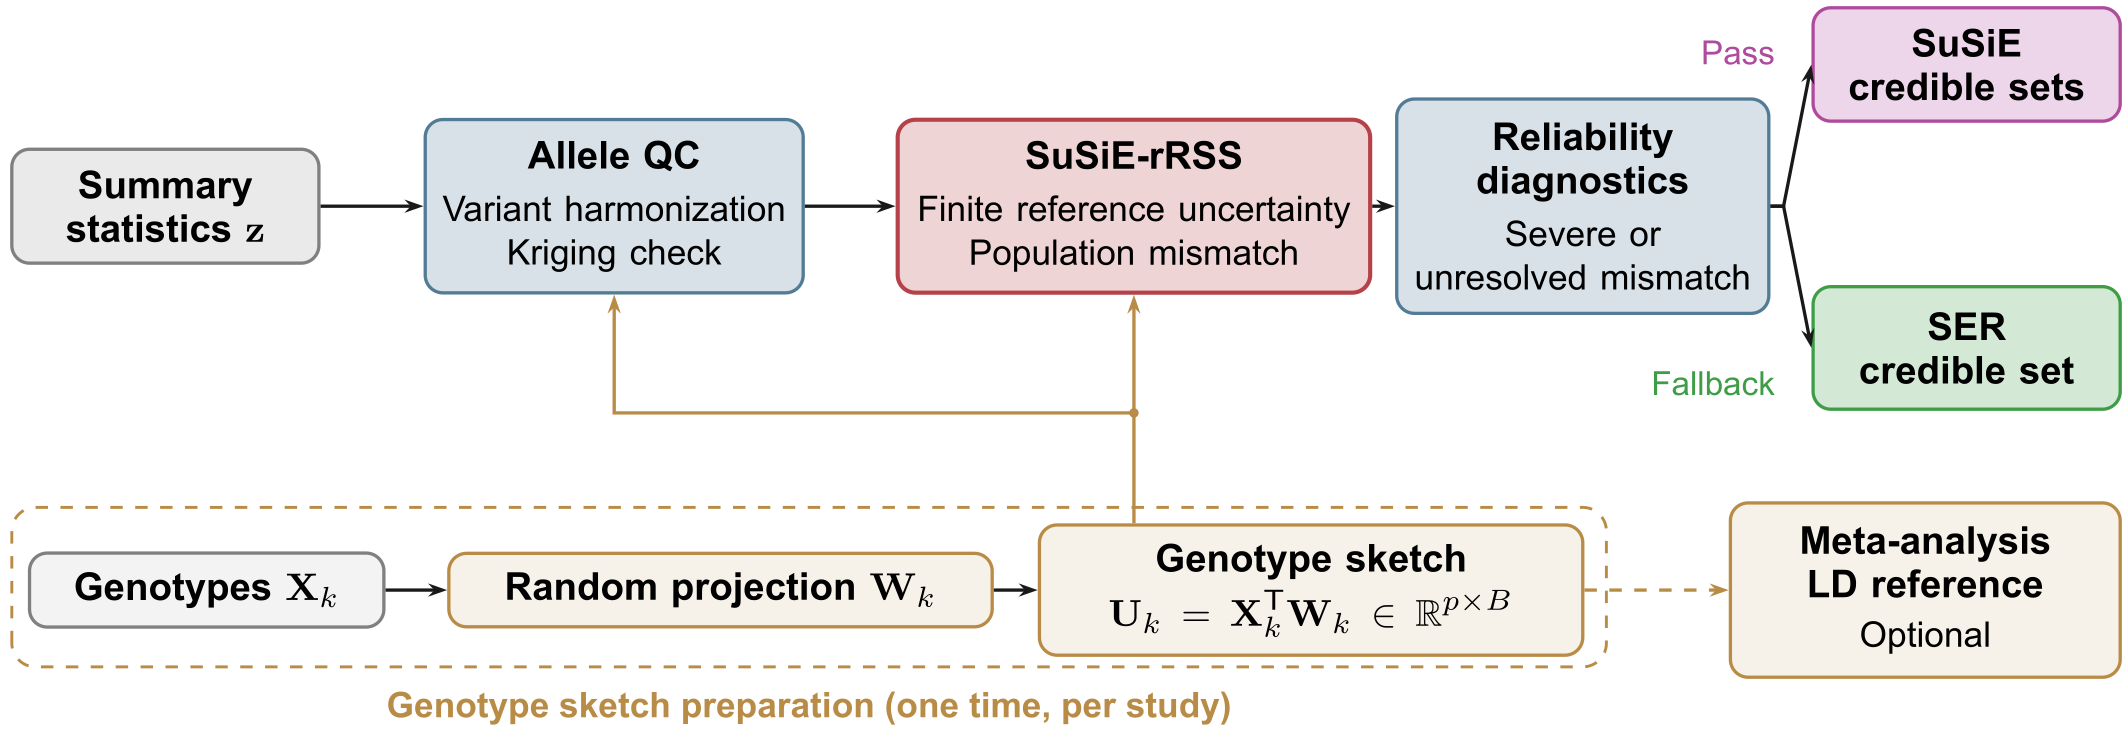 Summary
statistics z
Allele QC
Variant harmonization
Kriging check
SuSiE-rRSS
Finite reference uncertainty
Population mismatch
Reliability
diagnostics
Severe or
unresolved mismatch
Pass
SuSiE
credible sets
Fallback
SER
credible set
Genotypes X_k
Random projection W_k
Genotype sketch
U_k = X_k^⊤ W_k ∈ ℝ^{p×B}
Meta-analysis
LD reference
Optional
Genotype sketch preparation (one time, per study)